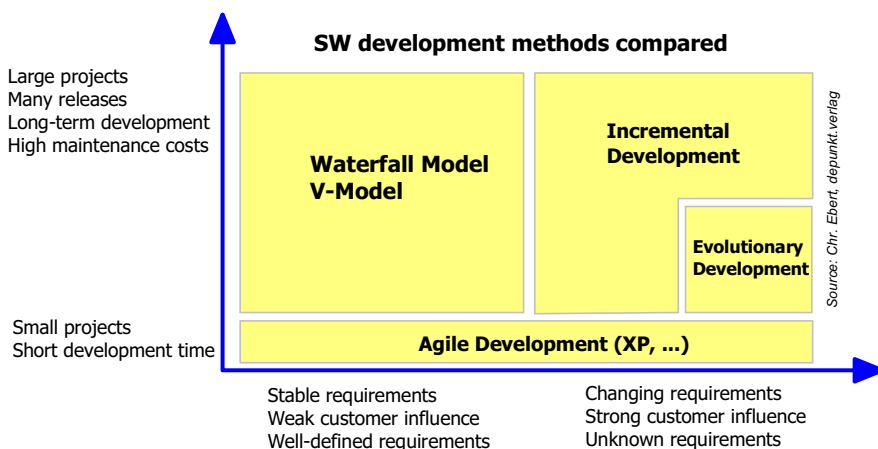 SW development methods compared
Large projects
Many releases
Long-term development
High maintenance costs
Waterfall Model
V-Model
Incremental
Development
Evolutionary
Development
Source: Chr. Ebert, depunkt.verlag
Small projects
Short development time
Agile Development (XP, ...)
Stable requirements
Weak customer influence
Well-defined requirements
Changing requirements
Strong customer influence
Unknown requirements